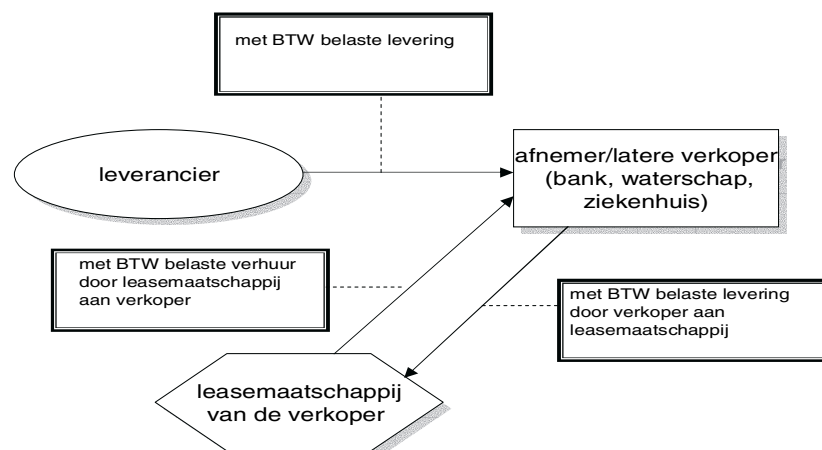 met BTW belaste levering
leverancier
afnemer/latere verkoper
(bank, waterschap,
ziekenhuis)
met BTW belaste verhuur
door leasemaatschappij
aan verkoper
met BTW belaste levering
door verkoper aan
leasemaatschappij
leasemaatschappij
van de verkoper